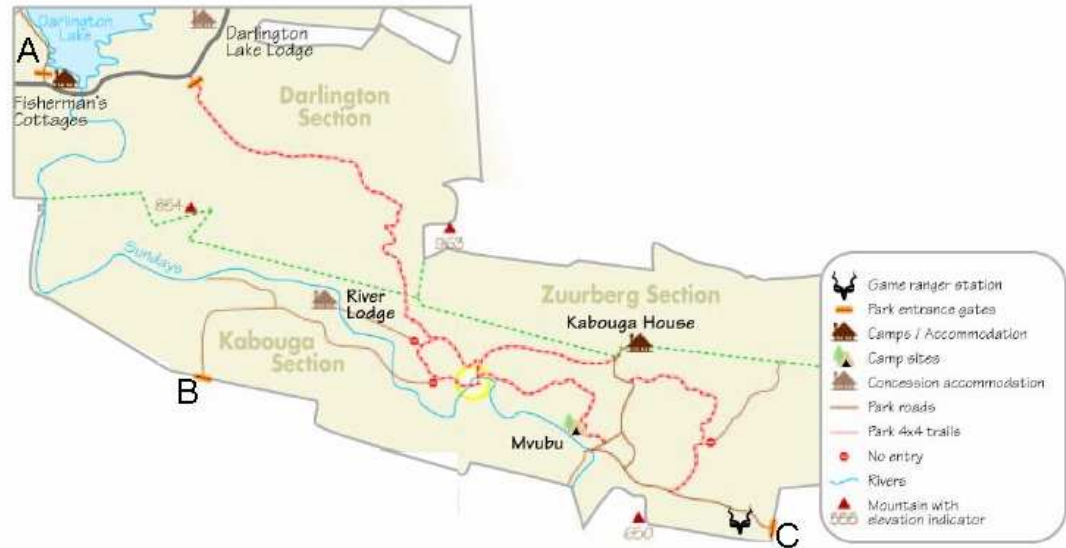 Darlington
Lake
A
Darlington
Lake Lodge
Fisherman's
Cottages
Darlington
Section
854
Sundays
River
Lodge
Kabouga
Section
B
963
Zuurberg Section
Kabouga House
Mvubu
650
C
Game ranger station
Park entrance gates
Camps / Accommodation
Camp sites
Concession accommodation
Park roads
Park 4x4 trails
No entry
Rivers
Mountain with
elevation indicator